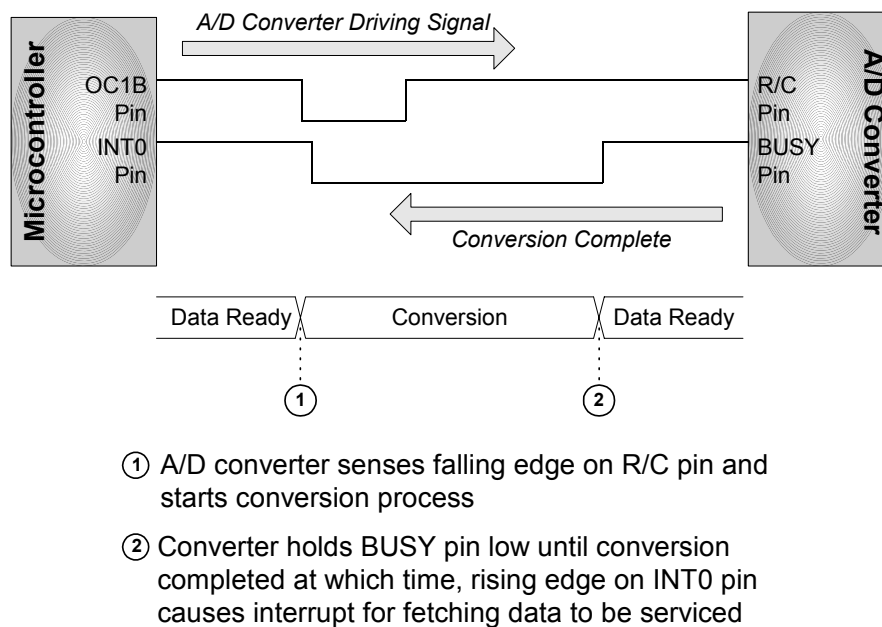 A/D Converter Driving Signal
Microcontroller
OC1B
Pin
INT0
Pin
R/C
Pin
BUSY
Pin
A/D Converter
Conversion Complete
Data Ready Conversion Data Ready
1 2
1 A/D converter senses falling edge on R/C pin and
starts conversion process
2 Converter holds BUSY pin low until conversion
completed at which time, rising edge on INT0 pin
causes interrupt for fetching data to be serviced